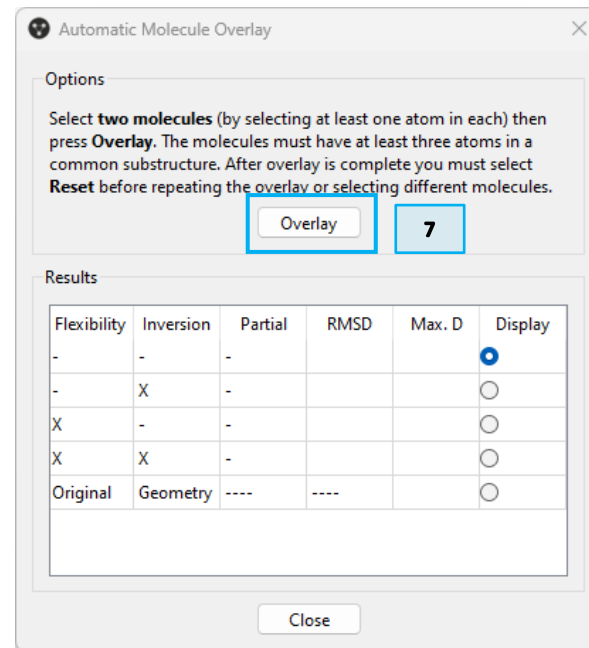 Automatic Molecule Overlay
Options
Select two molecules (by selecting at least one atom in each) then
press Overlay. The molecules must have at least three atoms in a
common substructure. After overlay is complete you must select
Reset before repeating the overlay or selecting different molecules.
Overlay 7
Results
Flexibility Inversion Partial RMSD Max. D Display
- - -
- X -
X - -
X X -
Original Geometry ---- ----
Close